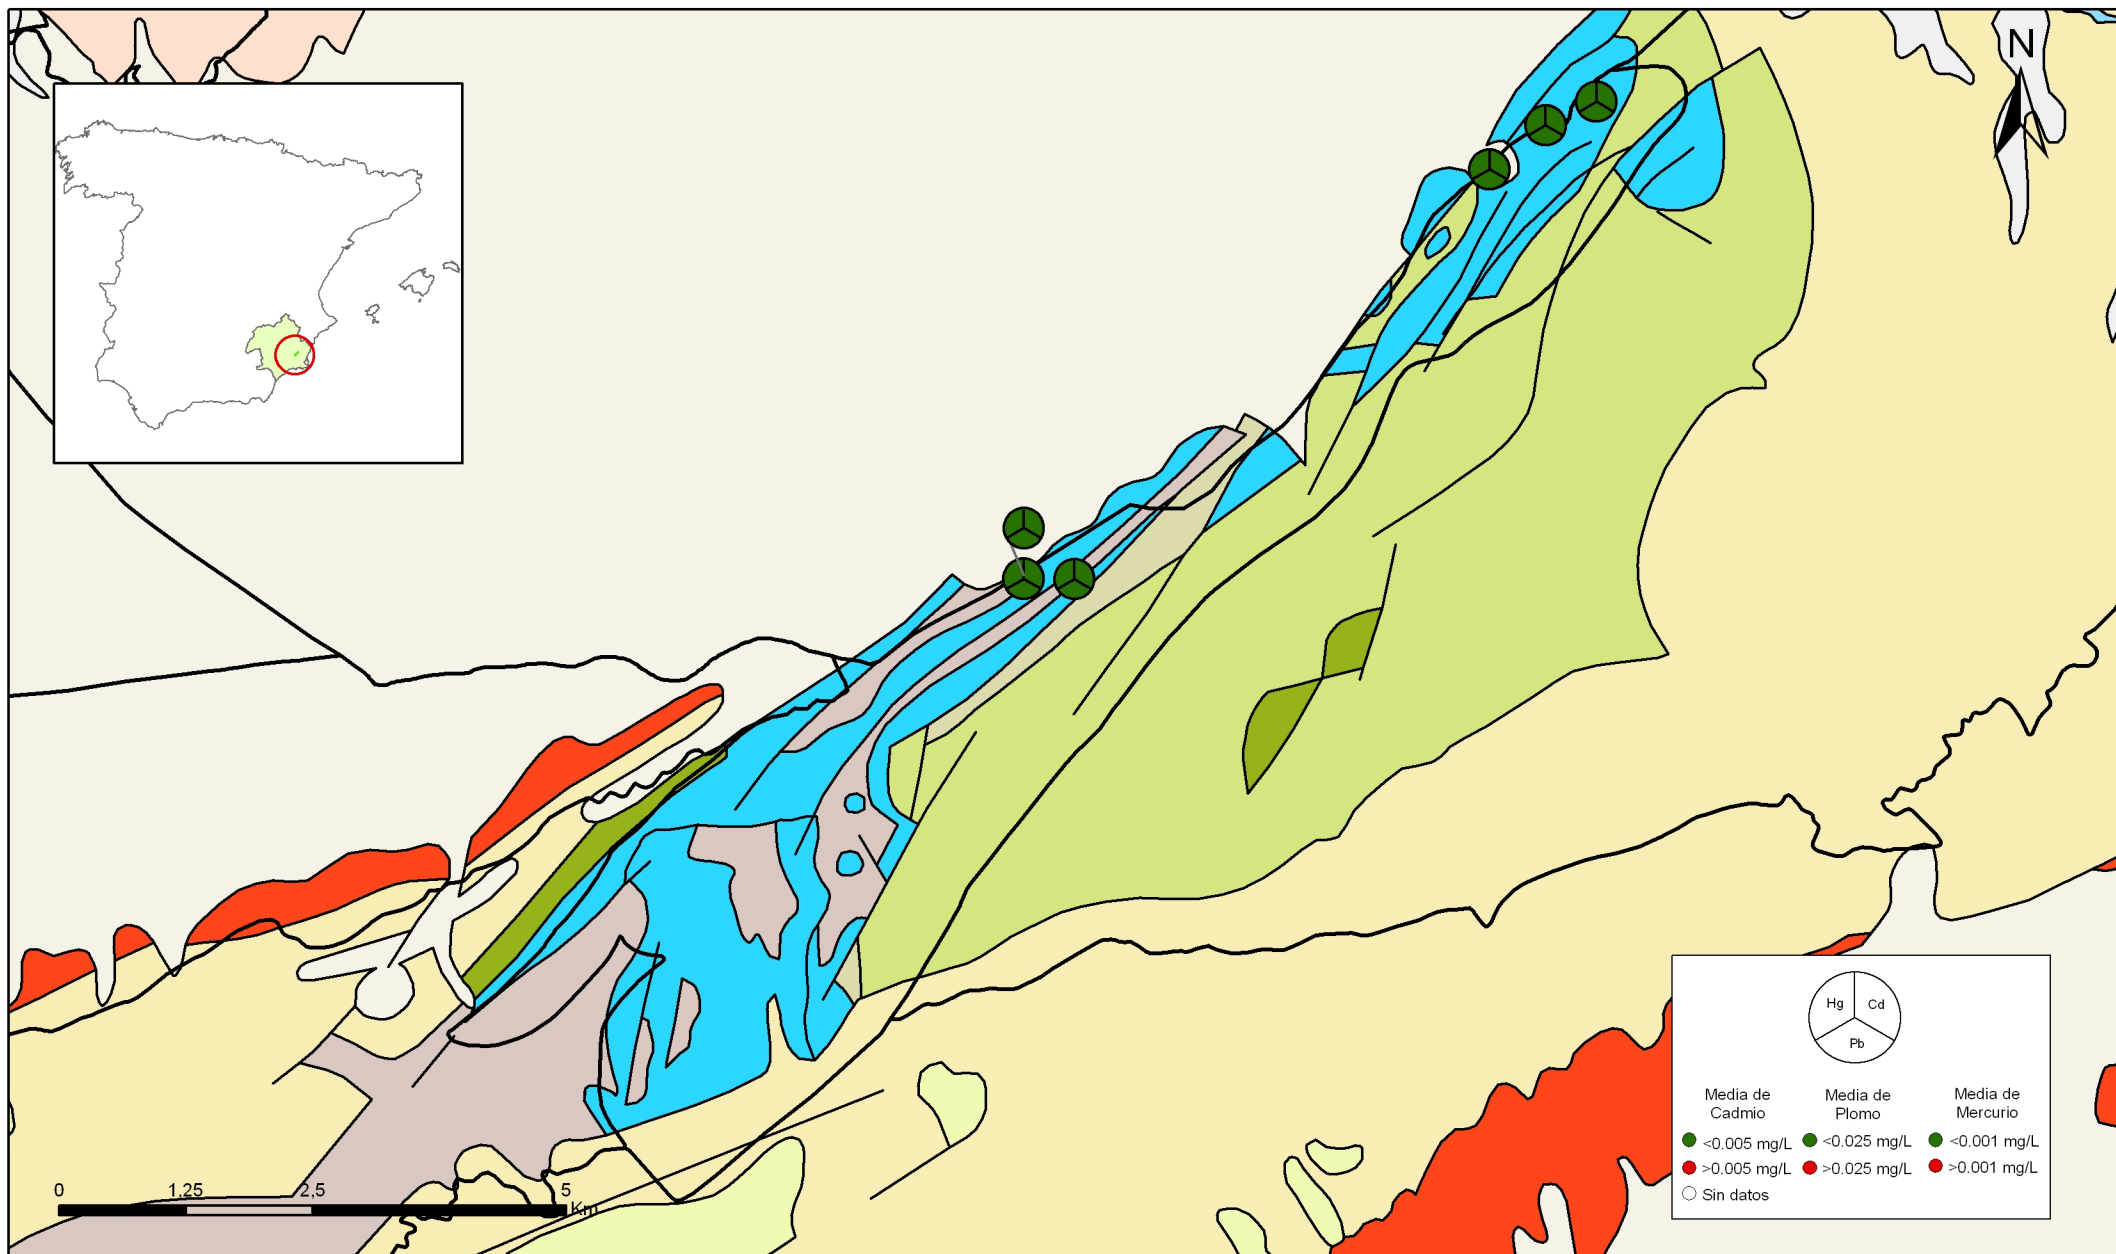 N
Hg Cd
Pb
Media de Cadmio
Media de Plomo
Media de Mercurio
<0.005 mg/L <0.025 mg/L <0.001 mg/L
>0.005 mg/L >0.025 mg/L >0.001 mg/L
Sin datos
0 1,25 2,5 5
Km